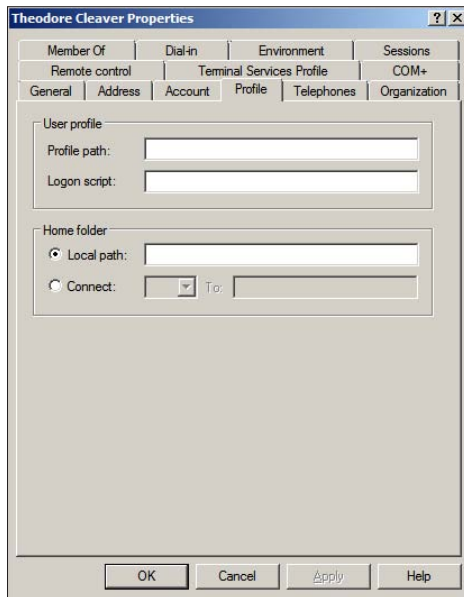 Theodore Cleaver Properties
Member Of Dial-in Environment Sessions
Remote control Terminal Services Profile COM+
General Address Account Profile Telephones Organization
User profile
Profile path:
Logon script:
Home folder
Local path:
Connect: To:
OK Cancel Apply Help